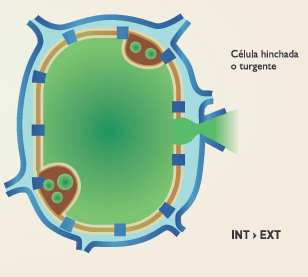 Célula hinchada
o turgente
INT › EXT